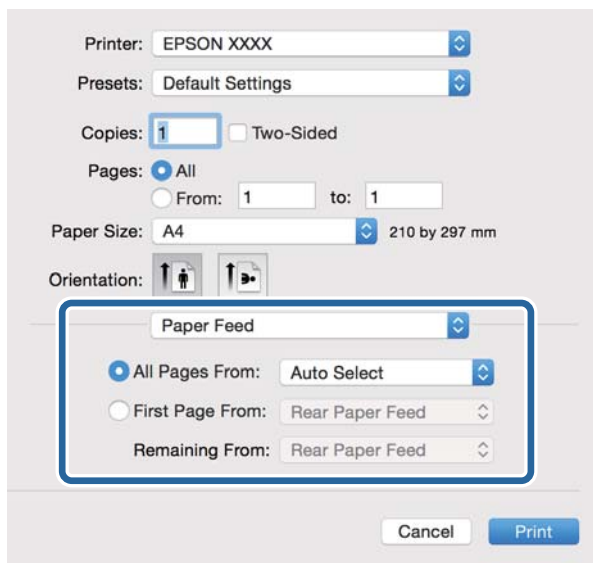 Printer: EPSON XXXX
Presets: Default Settings
Copies: 1 Two-Sided
Pages: All
From: 1 to: 1
Paper Size: A4 210 by 297 mm
Orientation:
Paper Feed
All Pages From: Auto Select
First Page From: Rear Paper Feed
Remaining From: Rear Paper Feed
Cancel Print